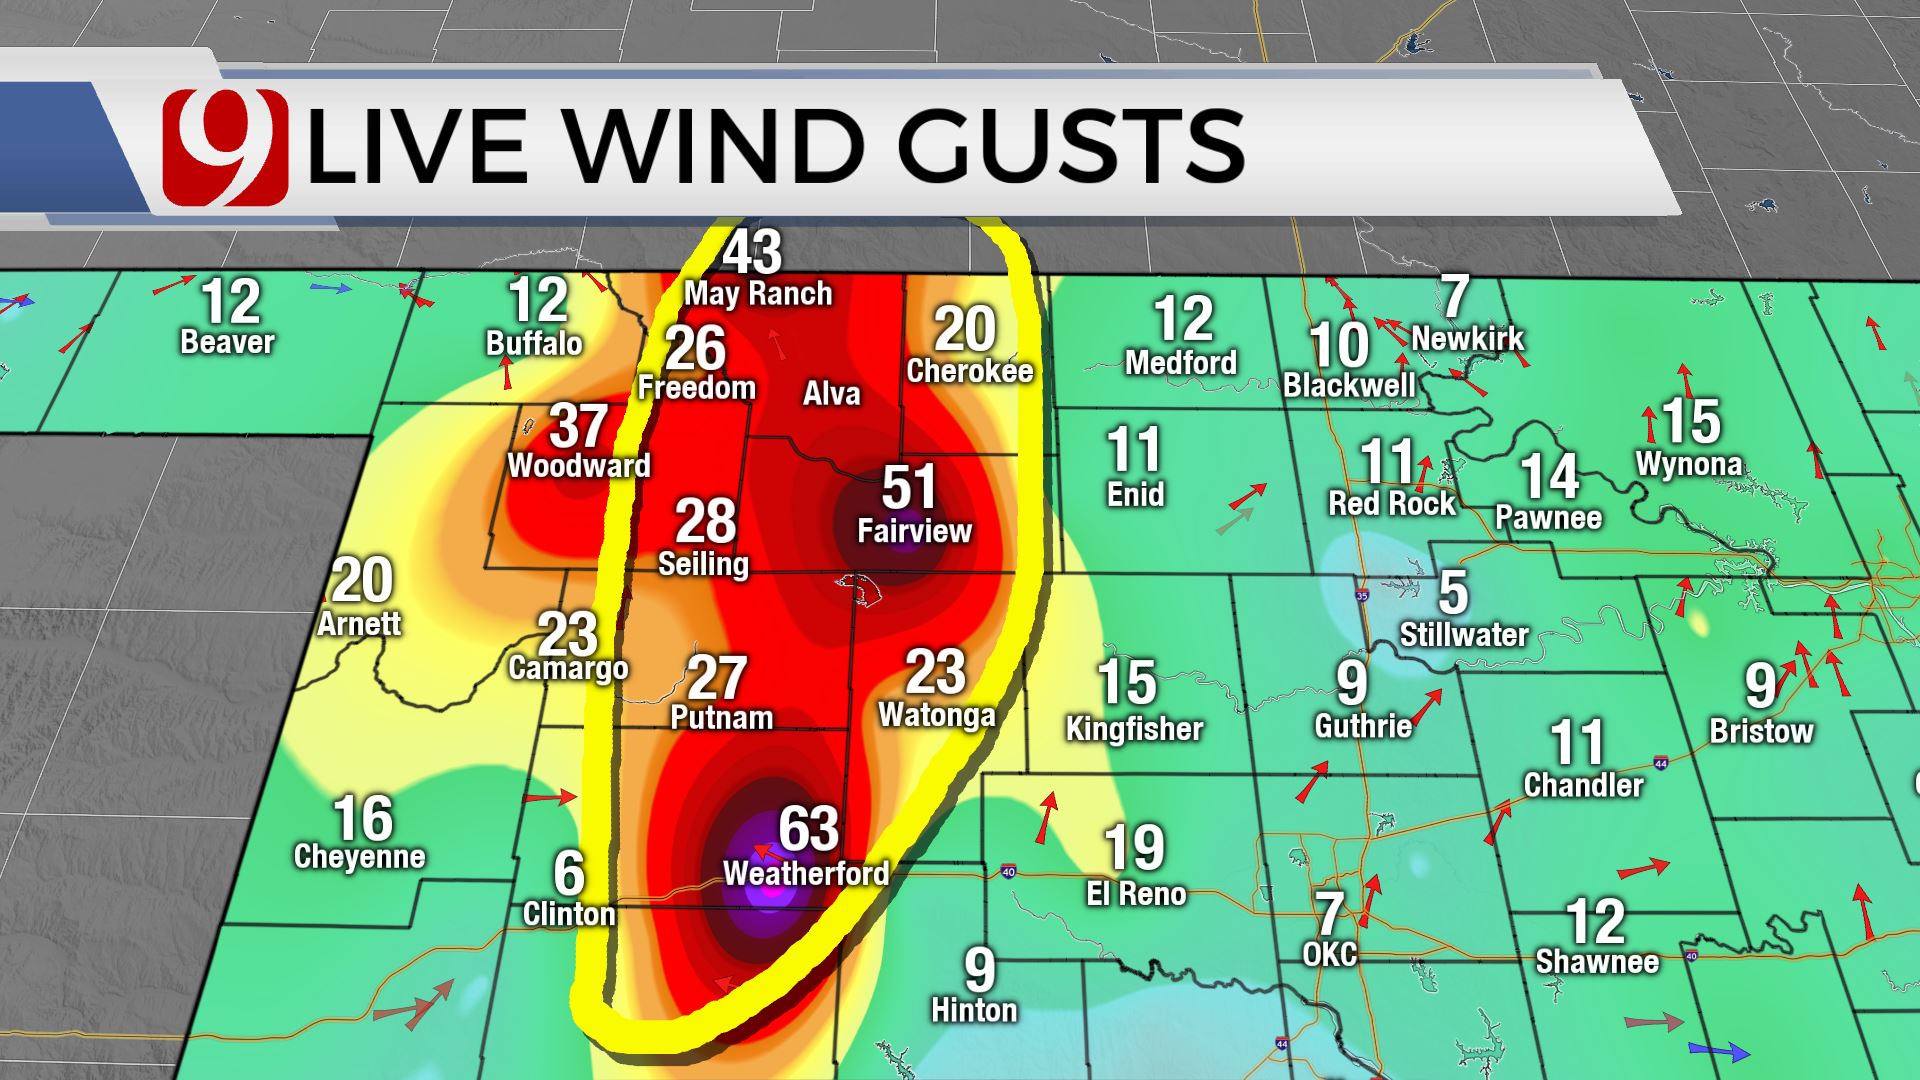 9 LIVE WIND GUSTS
43
May Ranch
12
Beaver
12
Buffalo
26
Freedom
Alva
20
Cherokee
12
Medford
10
Blackwell
7
Newkirk
37
Woodward
51
Fairview
11
Enid
11
Red Rock
14
Pawnee
15
Wynona
28
Seiling
20
Arnett
23
Camargo
27
Putnam
23
Watonga
15
Kingfisher
35
5
Stillwater
9
Guthrie
11
Chandler
44
9
Bristow
16
Cheyenne
6
Clinton
63
Weatherford
40
19
El Reno
7
OKC
12
Shawnee
40
9
Hinton
44